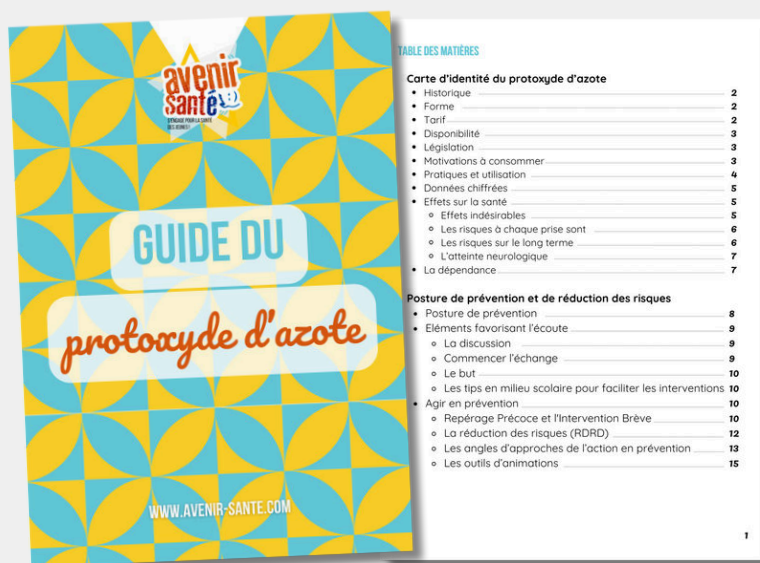 avenir
santé
S'ENGAGE POUR LA SANTÉ
DES JEUNES !
GUIDE DU
protoxyde d'azote
WWW.AVENIR-SANTE.COM
TABLE DES MATIÈRES
Carte d'identité du protoxyde d'azote
• Historique 2
• Forme 2
• Tarif 2
• Disponibilité 3
• Législation 3
• Motivations à consommer 3
• Pratiques et utilisation 4
• Données chiffrées 5
• Effets sur la santé 5
◦ Effets indésirables 5
◦ Les risques à chaque prise sont 6
◦ Les risques sur le long terme 6
◦ L'atteinte neurologique 7
• La dépendance 7
Posture de prévention et de réduction des risques
• Posture de prévention 8
• Eléments favorisant l'écoute 9
◦ La discussion 9
◦ Commencer l'échange 9
◦ Le but 10
◦ Les tips en milieu scolaire pour faciliter les interventions 10
• Agir en prévention 10
◦ Repérage Précoce et l'Intervention Brève 10
◦ La réduction des risques (RDRD) 12
◦ Les angles d'approches de l'action en prévention 13
◦ Les outils d'animations 15
1